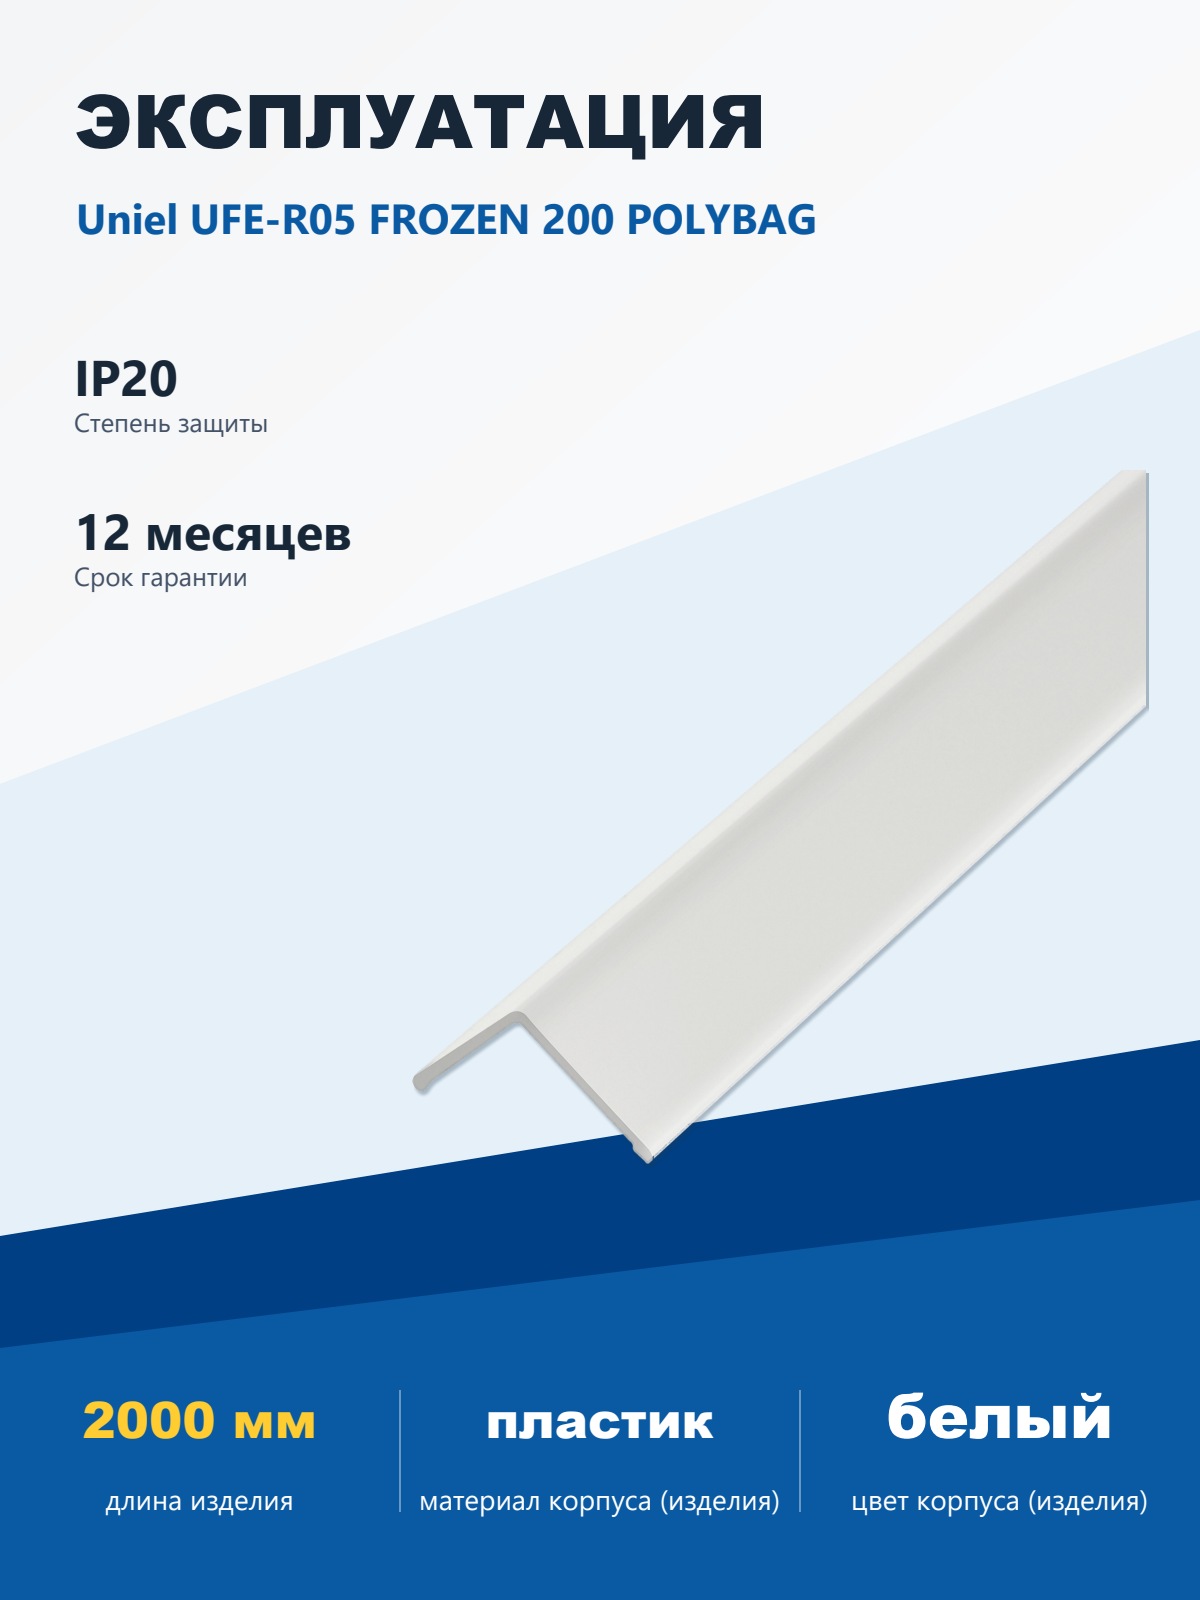 ЭКСПЛУАТАЦИЯ
Uniel UFE-R05 FROZEN 200 POLYBAG
IP20
Степень защиты
12 месяцев
Срок гарантии
2000 мм
длина изделия
пластик
материал корпуса (изделия)
белый
цвет корпуса (изделия)